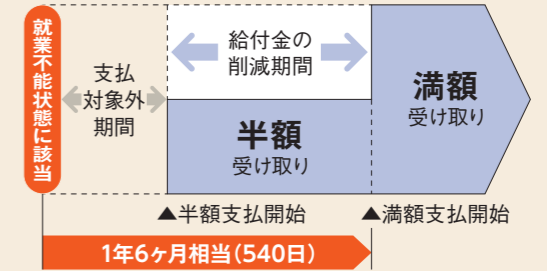 就業不能状態に該当
支払
対象外
期間
給付金の
削減期間
半額
受け取り
満額
受け取り
▲半額支払開始
▲満額支払開始
1年6ヶ月相当(540日)